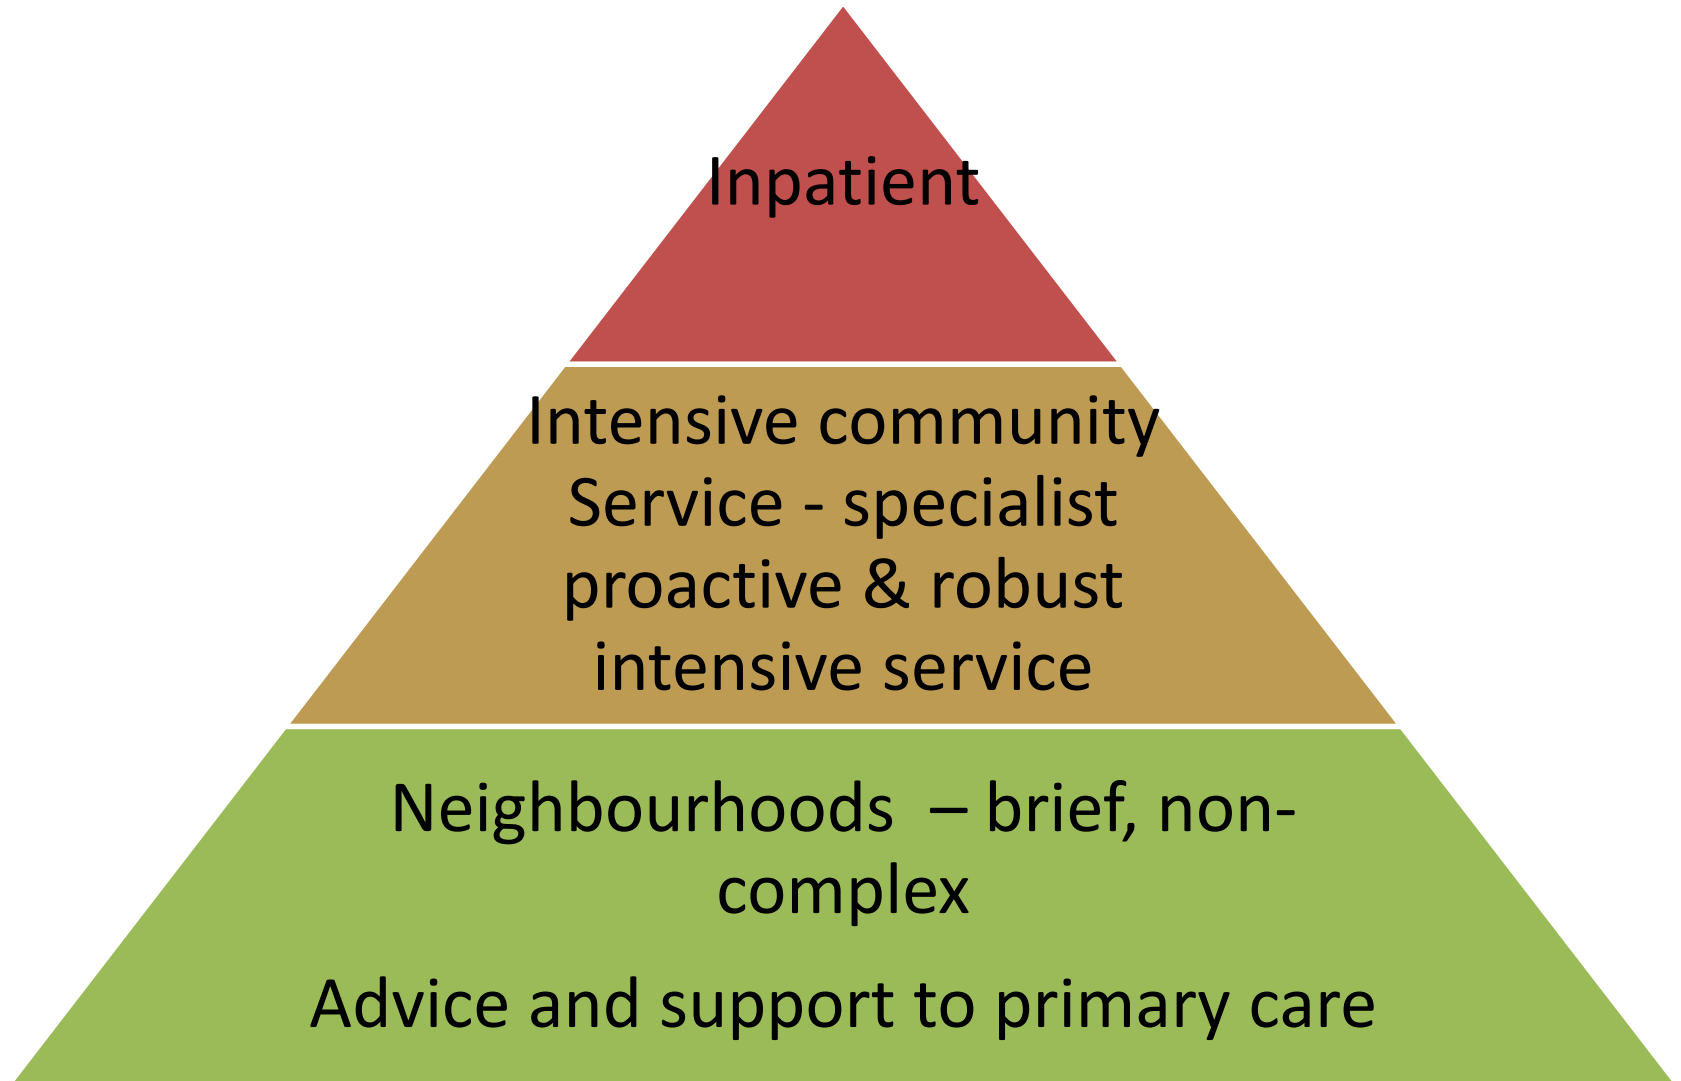 Inpatient
Intensive community
Service - specialist
proactive & robust
intensive service
Neighbourhoods  – brief, non-
complex
Advice and support to primary care